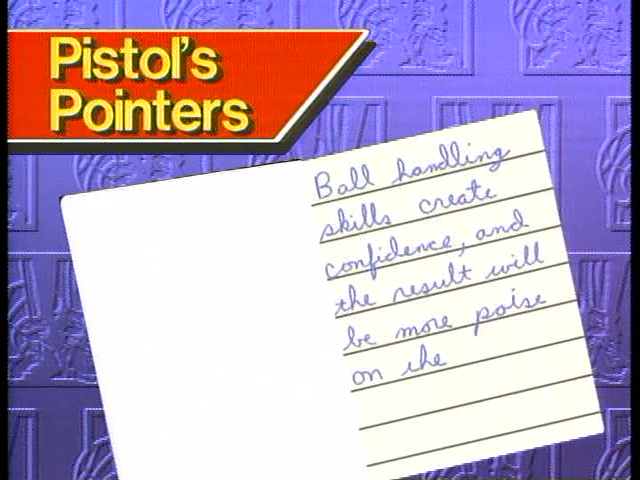 Pistol's
Pointers
Ball handling
skills create
confidence, and
the result will
be more poise
on the